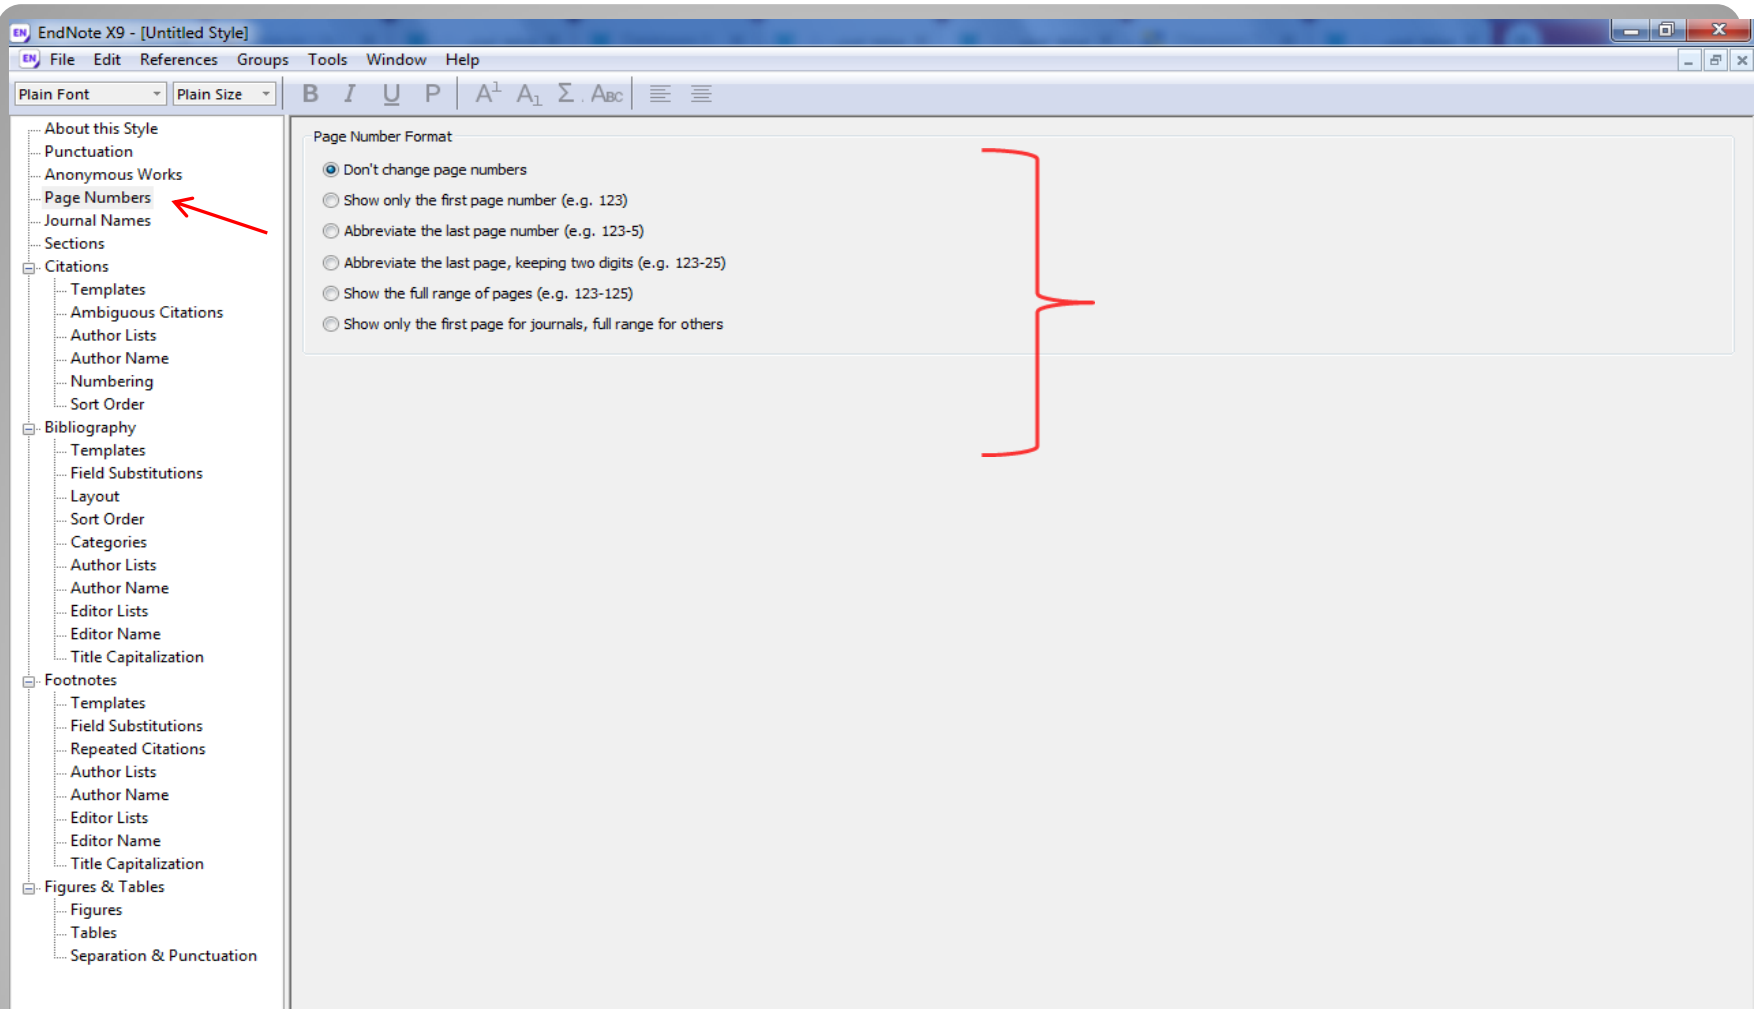 EN EndNote X9 - [Untitled Style]
EN File Edit References Groups Tools Window Help
Plain Font Plain Size B I U P A1 A1 Σ ABC
About this Style
Punctuation
Anonymous Works
Page Numbers
Journal Names
Sections
Citations
Templates
Ambiguous Citations
Author Lists
Author Name
Numbering
Sort Order
Bibliography
Templates
Field Substitutions
Layout
Sort Order
Categories
Author Lists
Author Name
Editor Lists
Editor Name
Title Capitalization
Footnotes
Templates
Field Substitutions
Repeated Citations
Author Lists
Author Name
Editor Lists
Editor Name
Title Capitalization
Figures & Tables
Figures
Tables
Separation & Punctuation
Page Number Format
Don't change page numbers
Show only the first page number (e.g. 123)
Abbreviate the last page number (e.g. 123-5)
Abbreviate the last page, keeping two digits (e.g. 123-25)
Show the full range of pages (e.g. 123-125)
Show only the first page for journals, full range for others